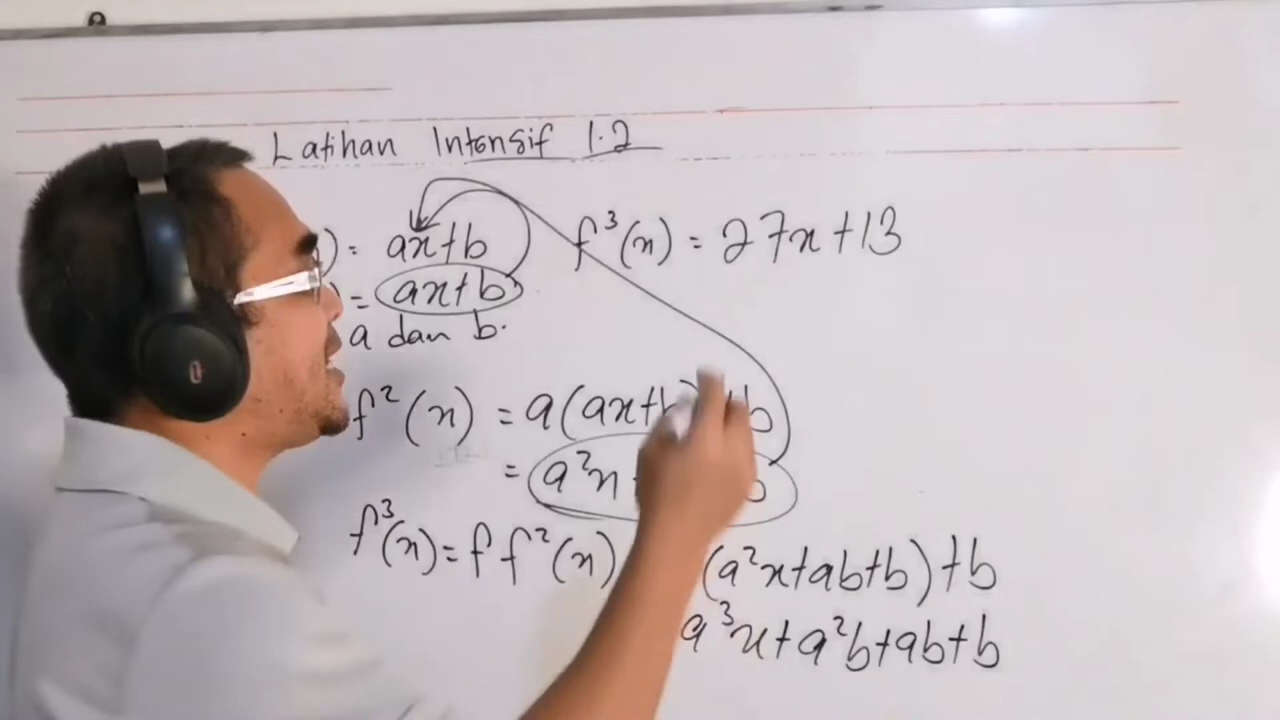 Latihan Intensif 1.2
) = ax+b f³(x) = 27x+13
) = ax+b
a dan b.
f²(x) = a(ax+b)+b
= a²x b
f³(x) = f f²(x) (a²x+ab+b)+b
a³x+a²b+ab+b